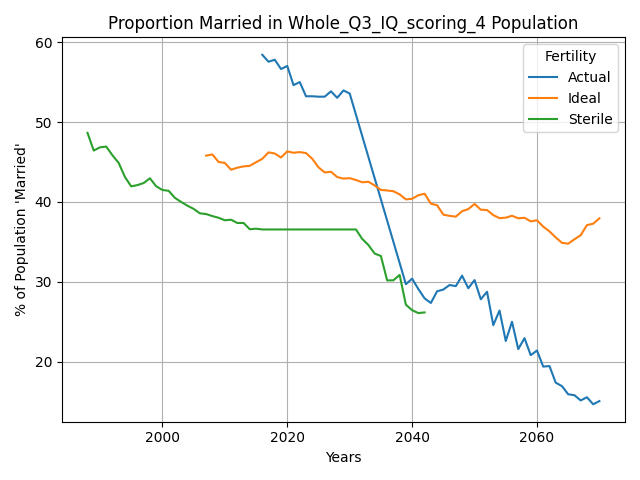 Proportion Married in Whole_Q3_IQ_scoring_4 Population
60
50
40
30
20
% of Population 'Married'
Fertility
Actual
Ideal
Sterile
2000
2020
2040
2060
Years